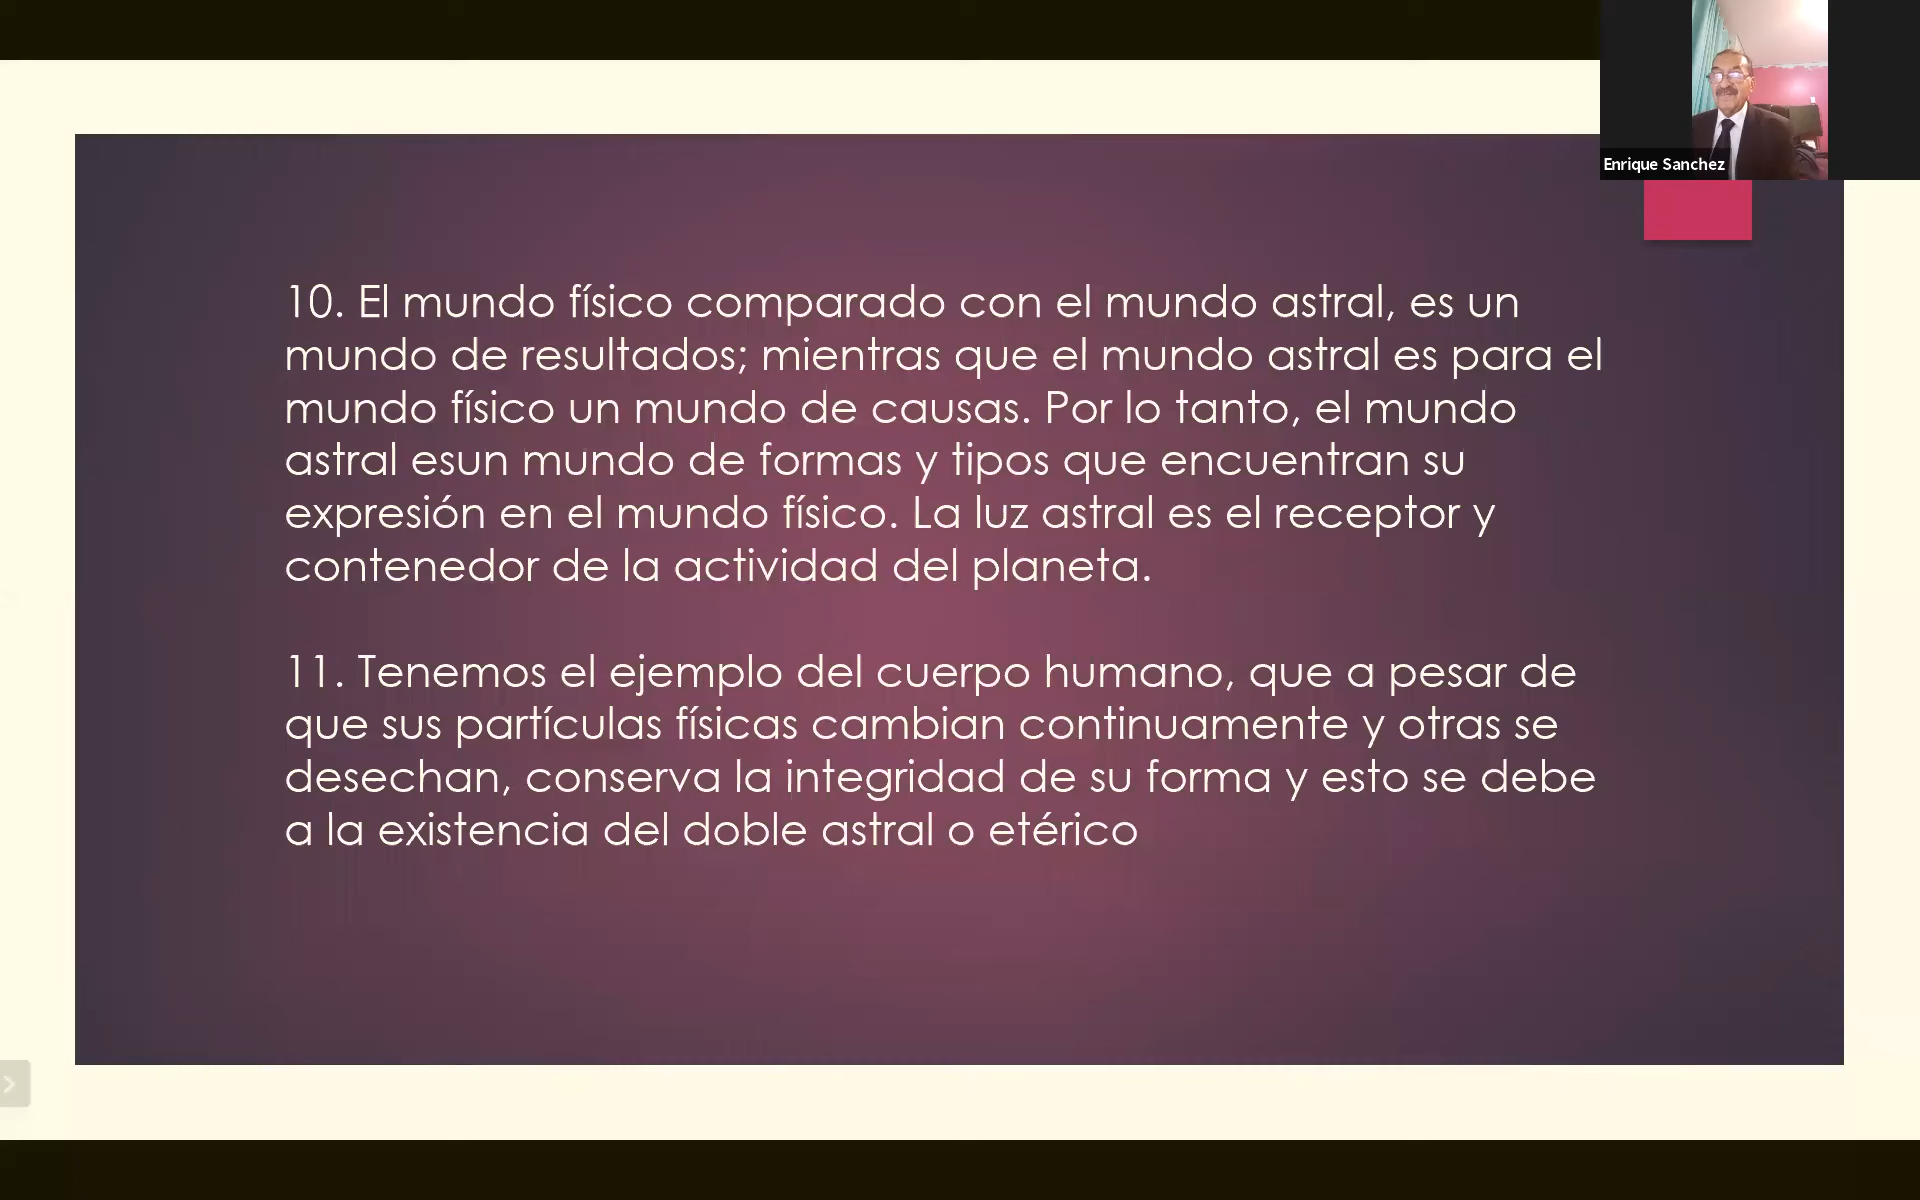 Enrique Sanchez
10. El mundo físico comparado con el mundo astral, es un
mundo de resultados; mientras que el mundo astral es para el
mundo físico un mundo de causas. Por lo tanto, el mundo
astral esun mundo de formas y tipos que encuentran su
expresión en el mundo físico. La luz astral es el receptor y
contenedor de la actividad del planeta.
11. Tenemos el ejemplo del cuerpo humano, que a pesar de
que sus partículas físicas cambian continuamente y otras se
desechan, conserva la integridad de su forma y esto se debe
a la existencia del doble astral o etérico